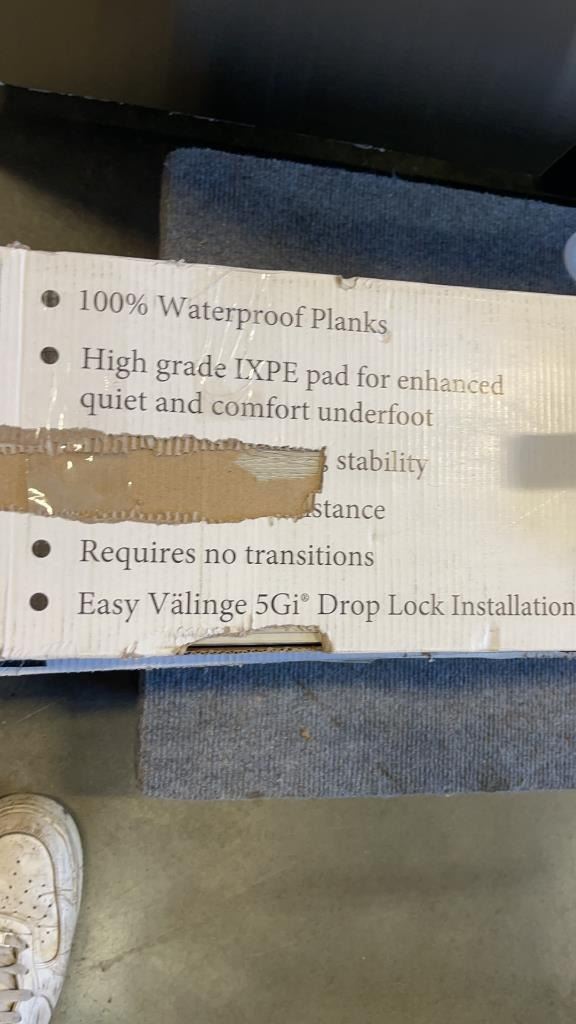 100% Waterproof Planks
High grade IXPE pad for enhanced
quiet and comfort underfoot
stability
Requires no transitions
Easy Välinge 5Gi® Drop Lock Installation